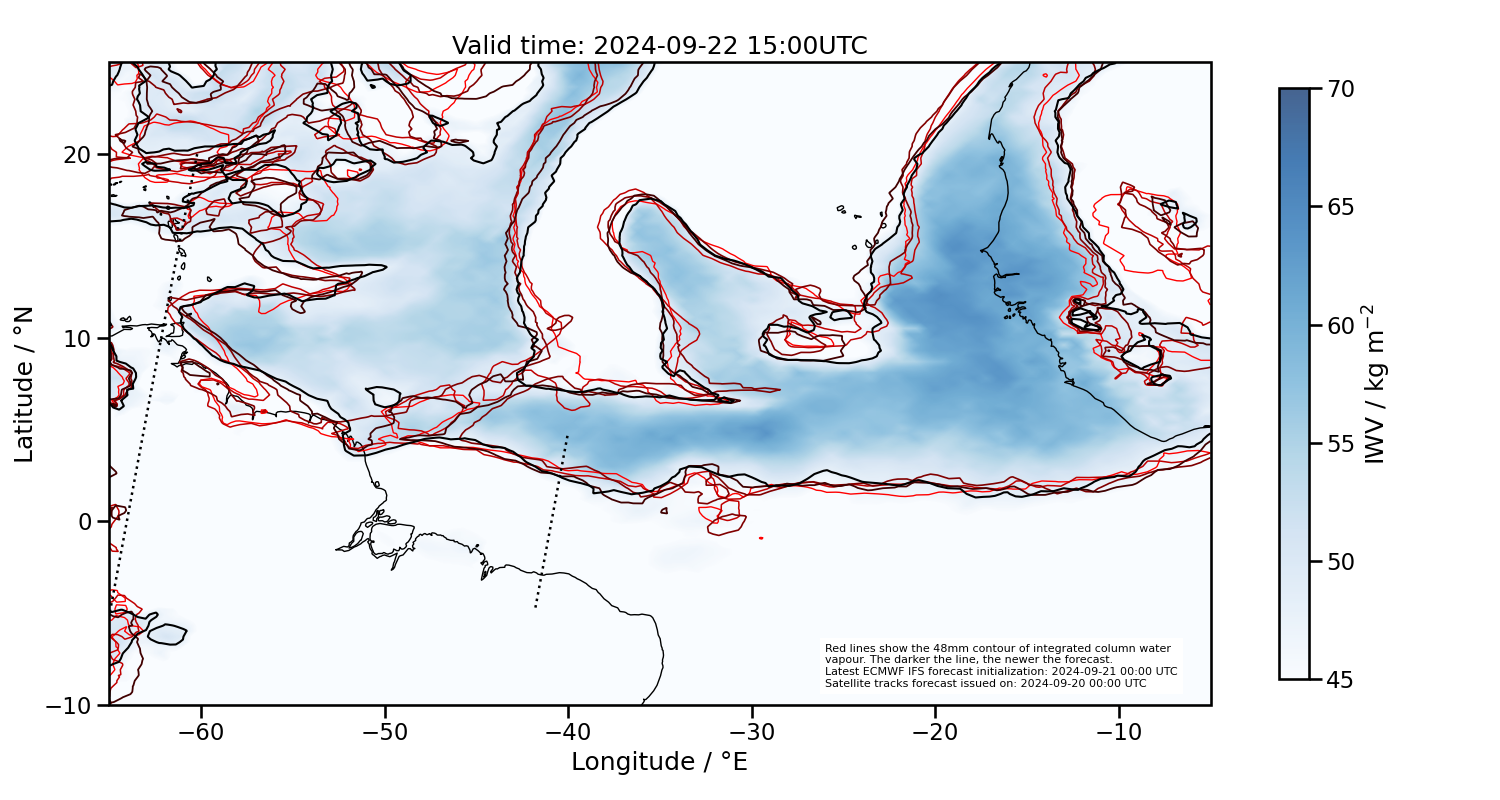 Valid time: 2024-09-22 15:00UTC
70
65
60
55
50
45
IWV / kg m⁻²
20
10
0
−10
Latitude / °N
Red lines show the 48mm contour of integrated column water
vapour. The darker the line, the newer the forecast.
Latest ECMWF IFS forecast initialization: 2024-09-21 00:00 UTC
Satellite tracks forecast issued on: 2024-09-20 00:00 UTC
−60 −50 −40 −30 −20 −10
Longitude / °E